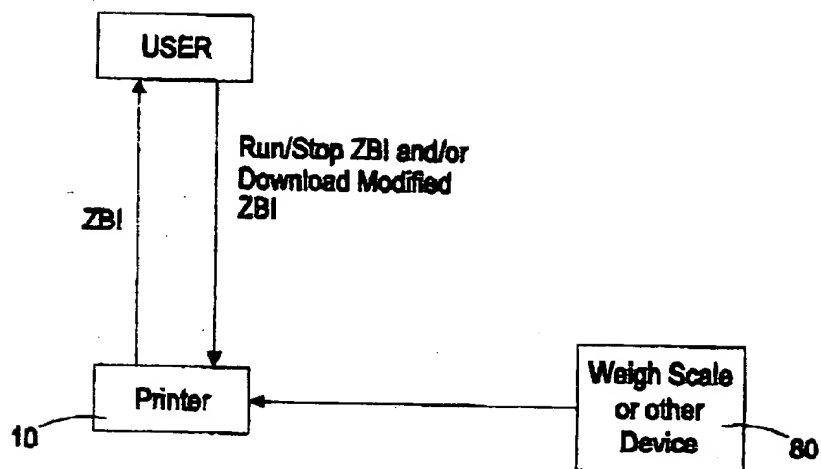 USER
Run/Stop ZBI and/or
Download Modified
ZBI
ZBI
Printer
10
Weigh Scale
or other
Device
80